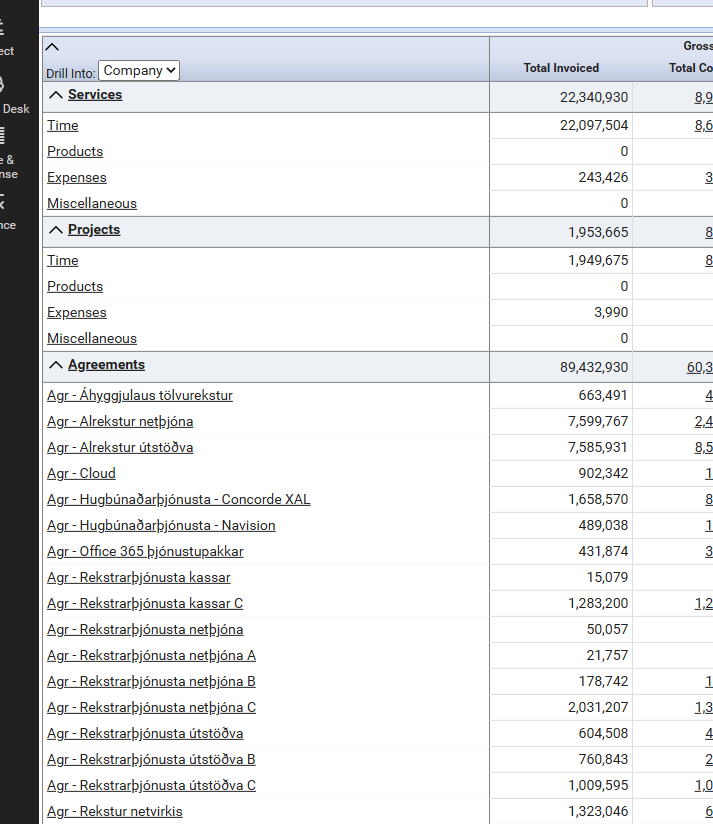 ect
Desk
e &
nse
nce
Gross
Drill Into: Company
Total Invoiced Total Co
Services 22,340,930 8,9
Time 22,097,504 8,6
Products 0
Expenses 243,426 3
Miscellaneous 0
Projects 1,953,665 8
Time 1,949,675 8
Products 0
Expenses 3,990
Miscellaneous 0
Agreements 89,432,930 60,3
Agr - Áhyggjulaus tölvurekstur 663,491 4
Agr - Alrekstur netþjóna 7,599,767 2,4
Agr - Alrekstur útstöðva 7,585,931 8,5
Agr - Cloud 902,342 1
Agr - Hugbúnaðarþjónusta - Concorde XAL 1,658,570 8
Agr - Hugbúnaðarþjónusta - Navision 489,038 1
Agr - Office 365 þjónustupakkar 431,874 3
Agr - Rekstrarþjónusta kassar 15,079
Agr - Rekstrarþjónusta kassar C 1,283,200 1,2
Agr - Rekstrarþjónusta netþjóna 50,057
Agr - Rekstrarþjónusta netþjóna A 21,757
Agr - Rekstrarþjónusta netþjóna B 178,742 1
Agr - Rekstrarþjónusta netþjóna C 2,031,207 1,3
Agr - Rekstrarþjónusta útstöðva 604,508 4
Agr - Rekstrarþjónusta útstöðva B 760,843 2
Agr - Rekstrarþjónusta útstöðva C 1,009,595 1,0
Agr - Rekstur netvirkis 1,323,046 6